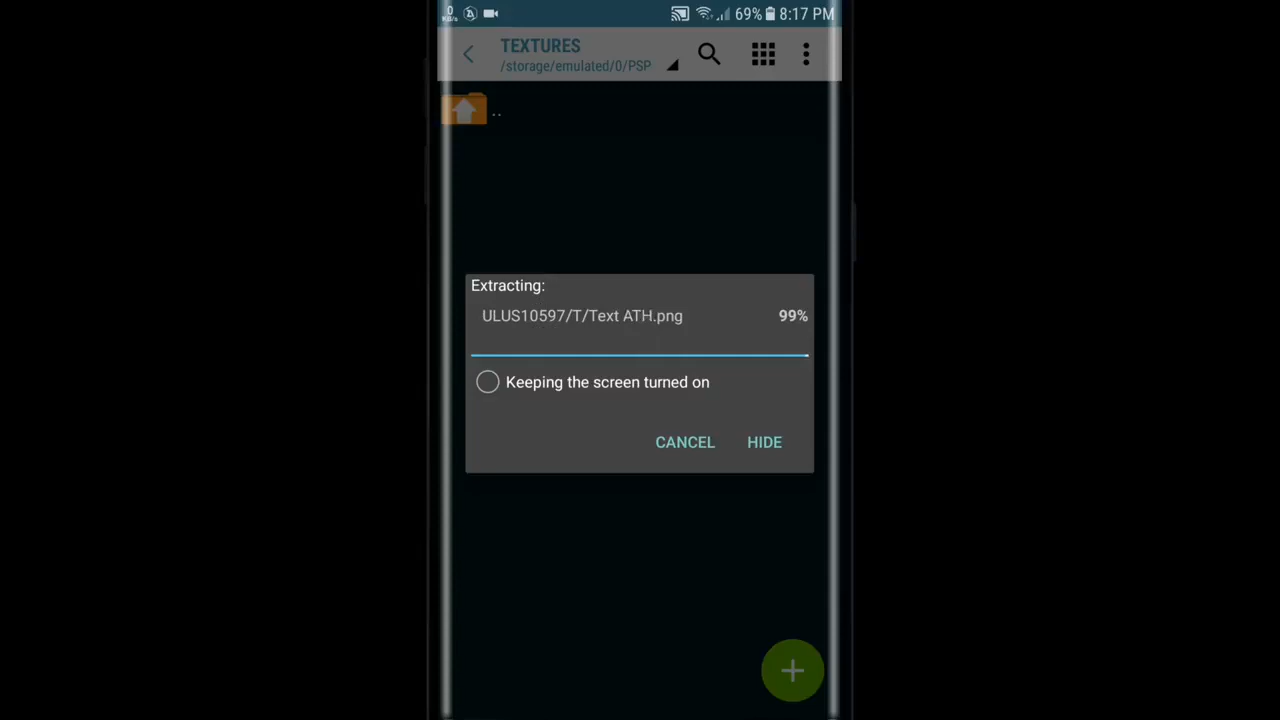 0
K.B/s
69%
8:17 PM
TEXTURES
/storage/emulated/0/PSP
..
Extracting:
ULUS10597/T/Text ATH.png
99%
Keeping the screen turned on
CANCEL
HIDE